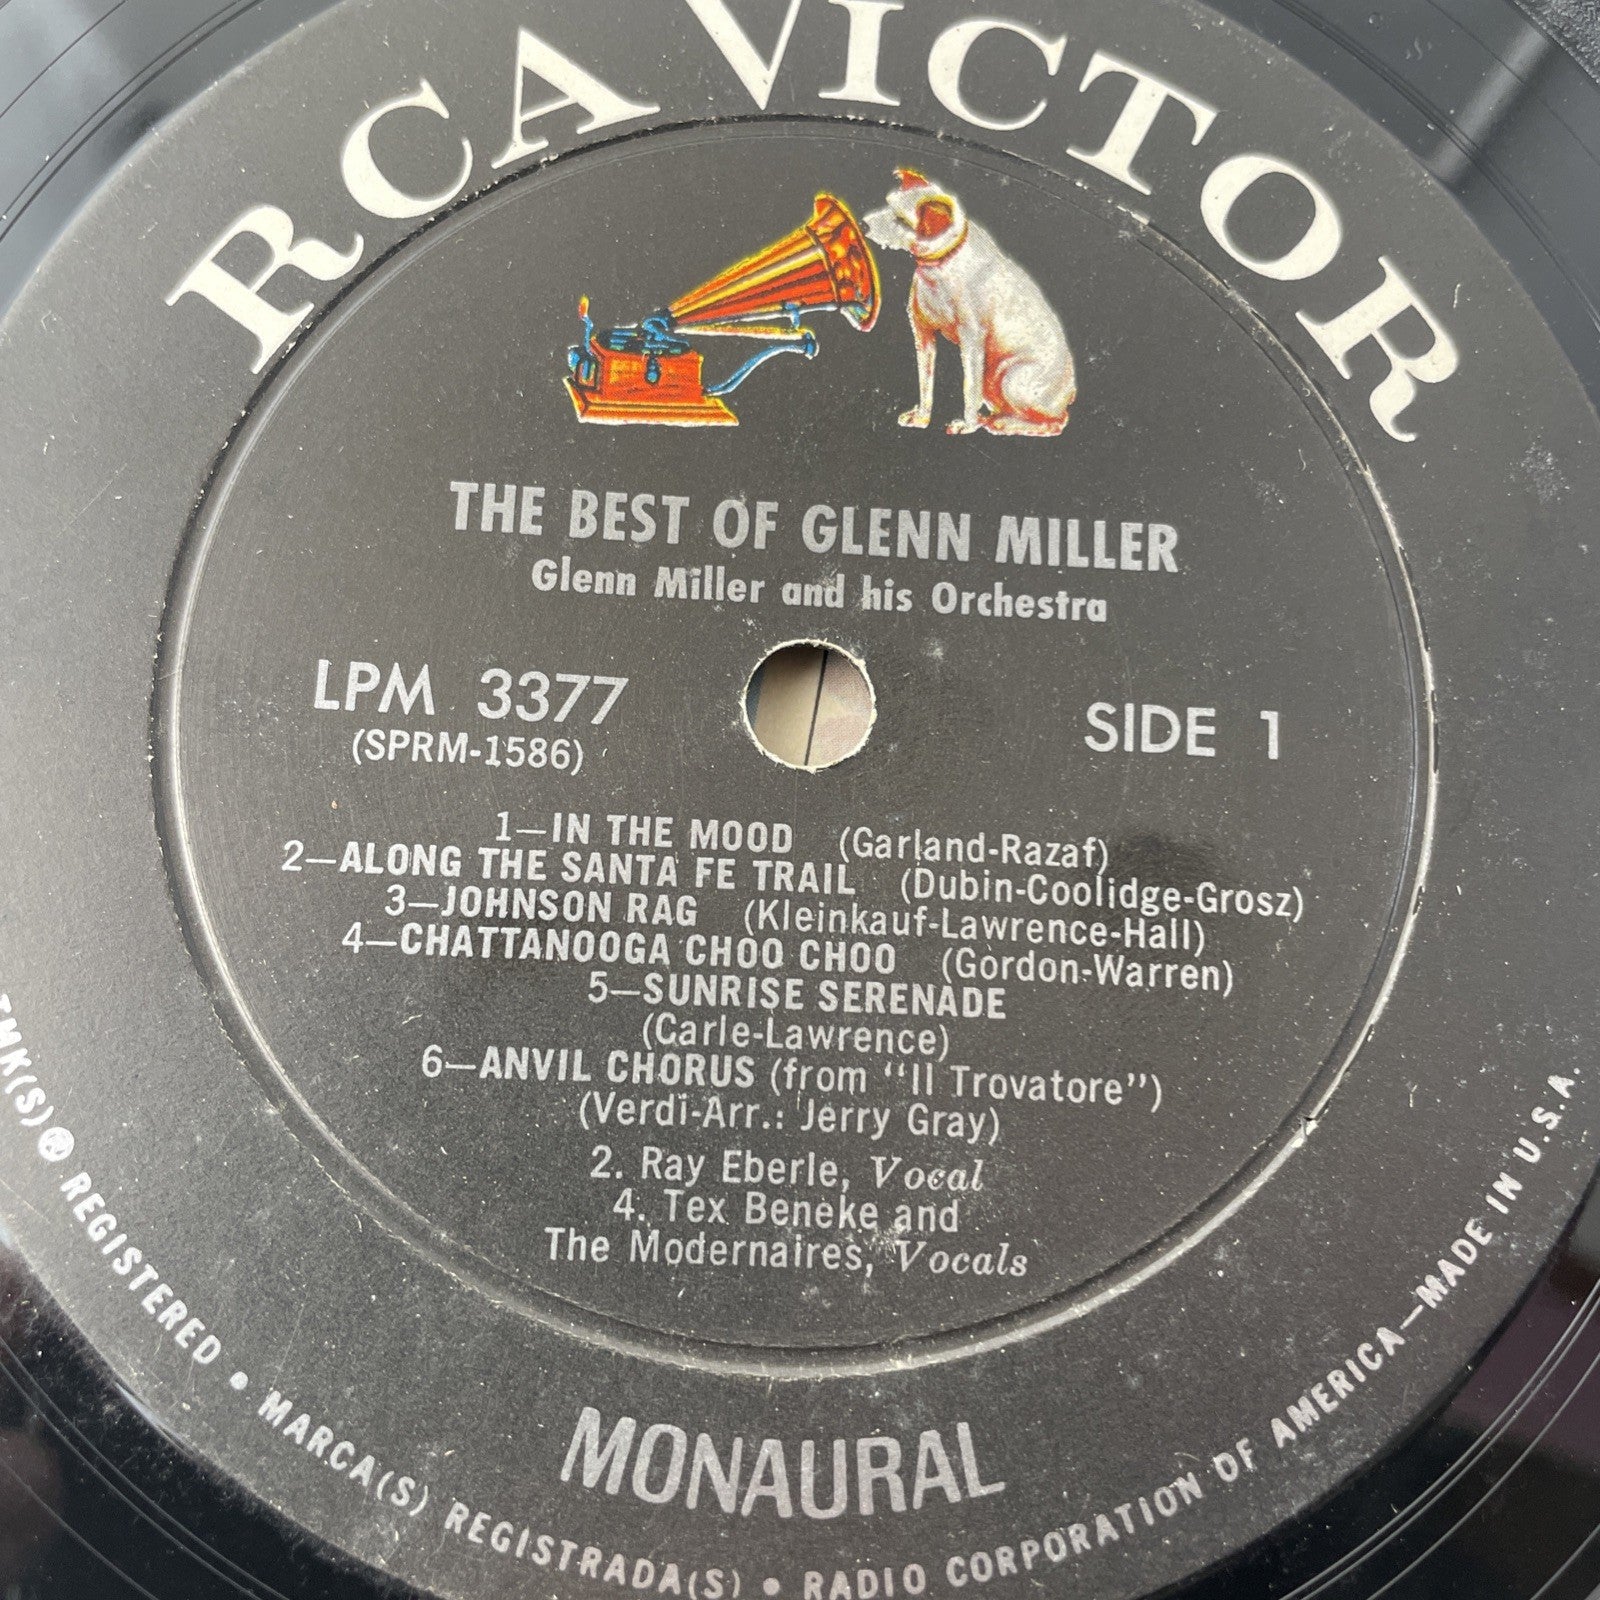 RCA VICTOR
THE BEST OF GLENN MILLER
Glenn Miller and his Orchestra
LPM 3377
(SPRM-1586)
SIDE 1
1—IN THE MOOD (Garland-Razaf)
2—ALONG THE SANTA FE TRAIL (Dubin-Coolidge-Grosz)
3—JOHNSON RAG (Kleinkauf-Lawrence-Hall)
4—CHATTANOOGA CHOO CHOO (Gordon-Warren)
5—SUNRISE SERENADE
(Carle-Lawrence)
6—ANVIL CHORUS (from "Il Trovatore")
(Verdi-Arr.: Jerry Gray)
2. Ray Eberle, Vocal
4. Tex Beneke and
The Modernaires, Vocals
MONAURAL
TMK(S) ® REGISTERED • MARCA(S) REGISTRADA(S) • RADIO CORPORATION OF AMERICA—MADE IN U.S.A.